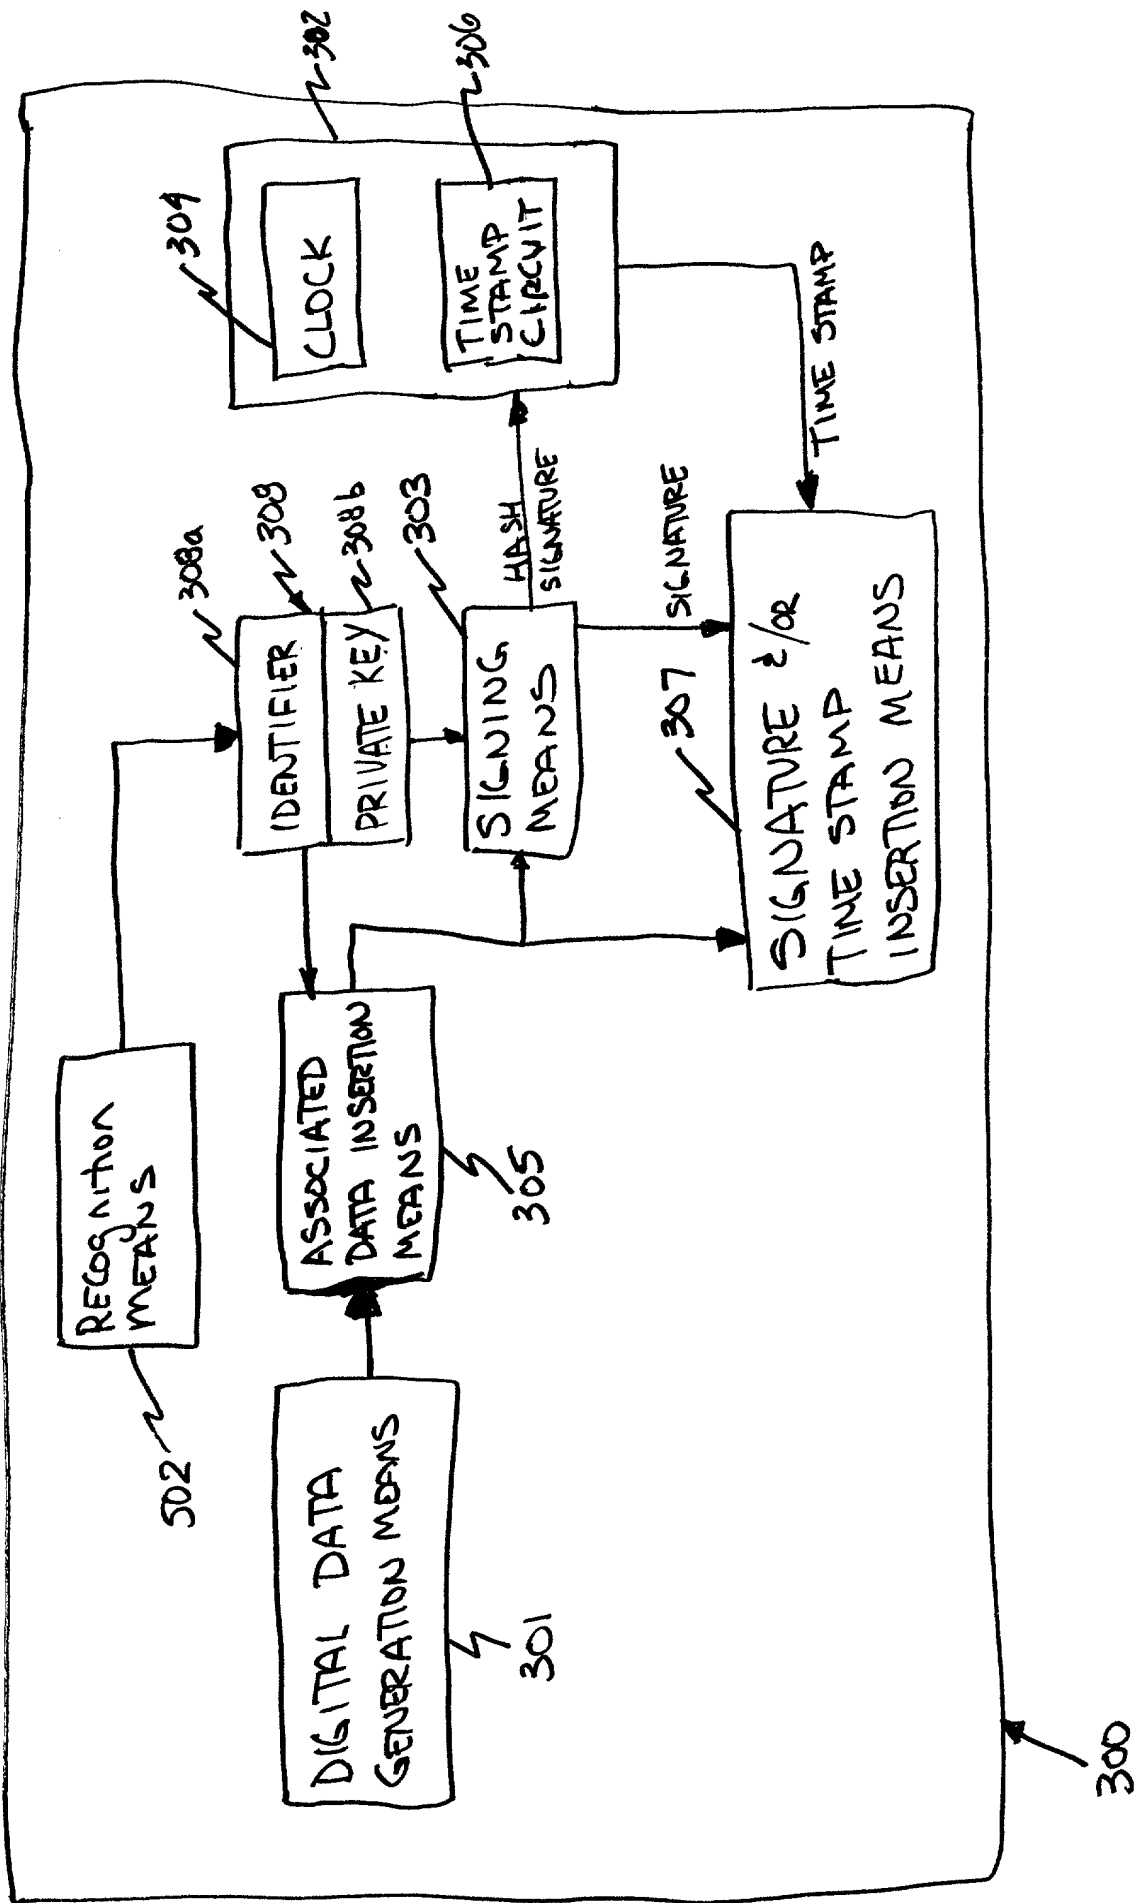 502
RECOgnition
MEANS
308a
IDENTIFIER
308
PRIVATE KEY
308b
304
CLOCK
302
TIME
STAMP
CIRCUIT
306
DIGITAL DATA
GENERATION MEANS
301
ASSOCIATED
DATA INSERTION
MEANS
305
SIGNING
MEANS
303
HASH
SIGNATURE
SIGNATURE
TIME STAMP
307
SIGNATURE &/OR
TIME STAMP
INSERTION MEANS
300